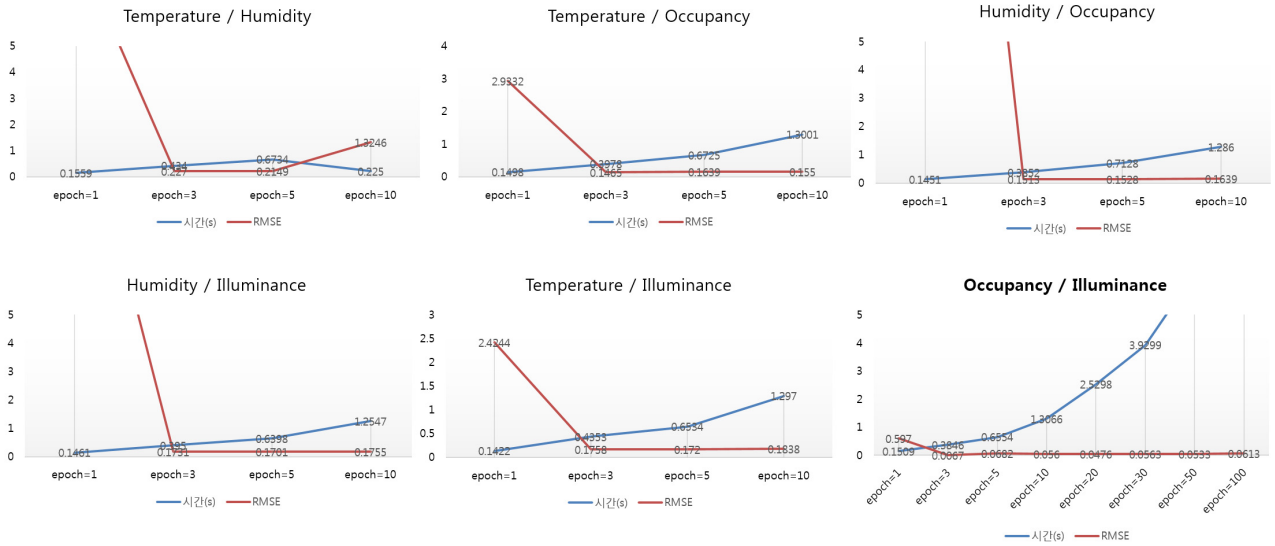 Temperature / Humidity
5
4
3
2
1
0
0.1559 0.227 0.6734 0.2149 1.3246 0.225
epoch=1 epoch=3 epoch=5 epoch=10
시간(s) RMSE
Temperature / Occupancy
4
3
2
1
0
2.9332 0.1498 0.3978 0.1465 0.6725 0.1639 1.3001 0.155
epoch=1 epoch=3 epoch=5 epoch=10
시간(s) RMSE
Humidity / Occupancy
5
4
3
2
1
0
0.1451 0.3852 0.1513 0.7128 0.1528 1.286 0.1639
epoch=1 epoch=3 epoch=5 epoch=10
시간(s) RMSE
Humidity / Illuminance
5
4
3
2
1
0
0.1461 0.395 0.6398 0.1701 1.2547 0.1755
epoch=1 epoch=3 epoch=5 epoch=10
시간(s) RMSE
Temperature / Illuminance
3
2.5
2
1.5
1
0.5
0
0.1422 0.4353 0.1758 0.6534 0.172 1.297 0.1838
epoch=1 epoch=3 epoch=5 epoch=10
시간(s) RMSE
Occupancy / Illuminance
5
4
3
2
1
0
0.1509 0.3846 0.0667 0.6554 0.0682 1.3066 0.056 2.5298 0.0476 3.9299 0.0563 0.0533 0.0613
epoch=1 epoch=3 epoch=5 epoch=10 epoch=20 epoch=30 epoch=50 epoch=100
시간(s) RMSE